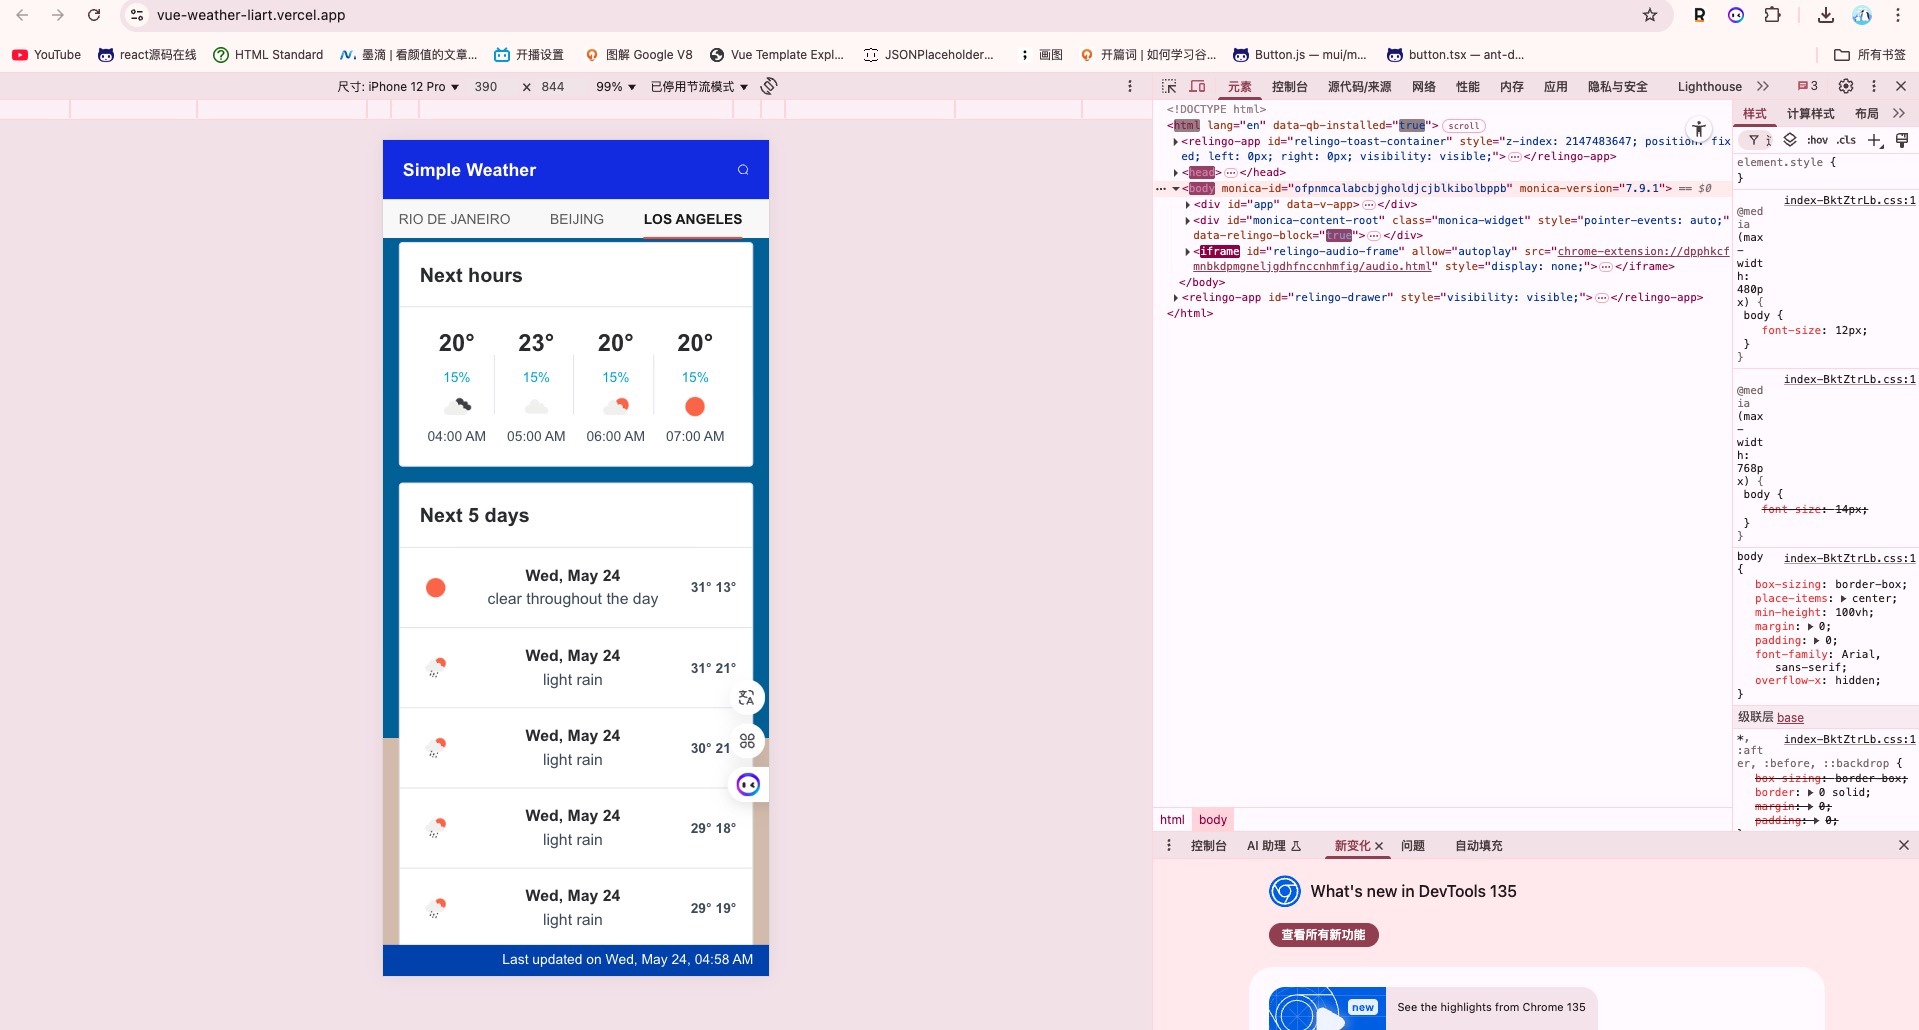 vue-weather-liart.vercel.app
YouTube
react源码在线
HTML Standard
墨滴 | 看颜值的文章...
开播设置
图解 Google V8
Vue Template Expl...
JSONPlaceholder...
画图
开篇词 | 如何学习谷...
Button.js — mui/m...
button.tsx — ant-d...
所有书签
尺寸: iPhone 12 Pro
390
×
844
99%
已停用节流模式
元素
控制台
源代码/来源
网络
性能
内存
应用
隐私与安全
Lighthouse
3
Simple Weather
RIO DE JANEIRO
BEIJING
LOS ANGELES
Next hours
20° 23° 20° 20°
15% 15% 15% 15%
04:00 AM 05:00 AM 06:00 AM 07:00 AM
Next 5 days
Wed, May 24
clear throughout the day
31° 13°
Wed, May 24
light rain
31° 21°
Wed, May 24
light rain
30° 21
Wed, May 24
light rain
29° 18°
Wed, May 24
light rain
29° 19°
Last updated on Wed, May 24, 04:58 AM
<!DOCTYPE html>
<html lang="en" data-qb-installed="true"> scroll
<relingo-app id="relingo-toast-container" style="z-index: 2147483647; position: fix
ed; left: 0px; right: 0px; visibility: visible;"> </relingo-app>
<head> </head>
<body monica-id="ofpnmcalabcbjgholdjcjblkibolbppb" monica-version="7.9.1"> == $0
<div id="app" data-v-app> </div>
<div id="monica-content-root" class="monica-widget" style="pointer-events: auto;"
data-relingo-block="true"> </div>
<iframe id="relingo-audio-frame" allow="autoplay" src="chrome-extension://dpphkcf
mnbkdpmgneljgdhfnccnhmfig/audio.html" style="display: none;"> </iframe>
</body>
<relingo-app id="relingo-drawer" style="visibility: visible;"> </relingo-app>
</html>
html
body
样式
计算样式
布局
:hov
.cls
element.style {
}
index-BktZtrLb.css:1
@med
ia
(max
-
widt
h:
480p
x) {
body {
font-size: 12px;
}
}
index-BktZtrLb.css:1
@med
ia
(max
-
widt
h:
768p
x) {
body {
font-size: 14px;
}
}
body
index-BktZtrLb.css:1
{
box-sizing: border-box;
place-items: center;
min-height: 100vh;
margin: 0;
padding: 0;
font-family: Arial,
sans-serif;
overflow-x: hidden;
}
级联层 base
*,
index-BktZtrLb.css:1
:aft
er, :before, ::backdrop {
box-sizing: border-box;
border: 0 solid;
margin: 0;
padding: 0;
控制台
AI 助理
新变化
问题
自动填充
What's new in DevTools 135
查看所有新功能
new
See the highlights from Chrome 135